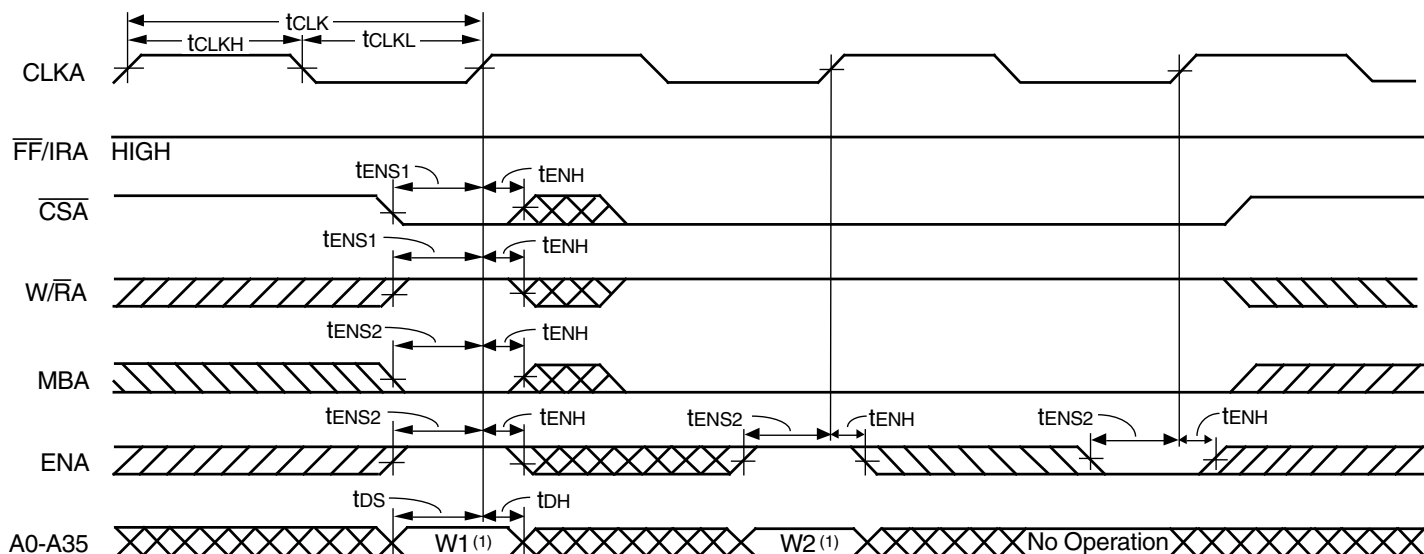 tCLK
tCLKH tCLKL
CLKA
FF/IRA HIGH
tENS1 tENH
CSA
tENS1 tENH
W/RA
tENS2 tENH
MBA
tENS2 tENH tENS2 tENH tENS2 tENH
ENA
tDS tDH
A0-A35 W1(1) W2(1) No Operation